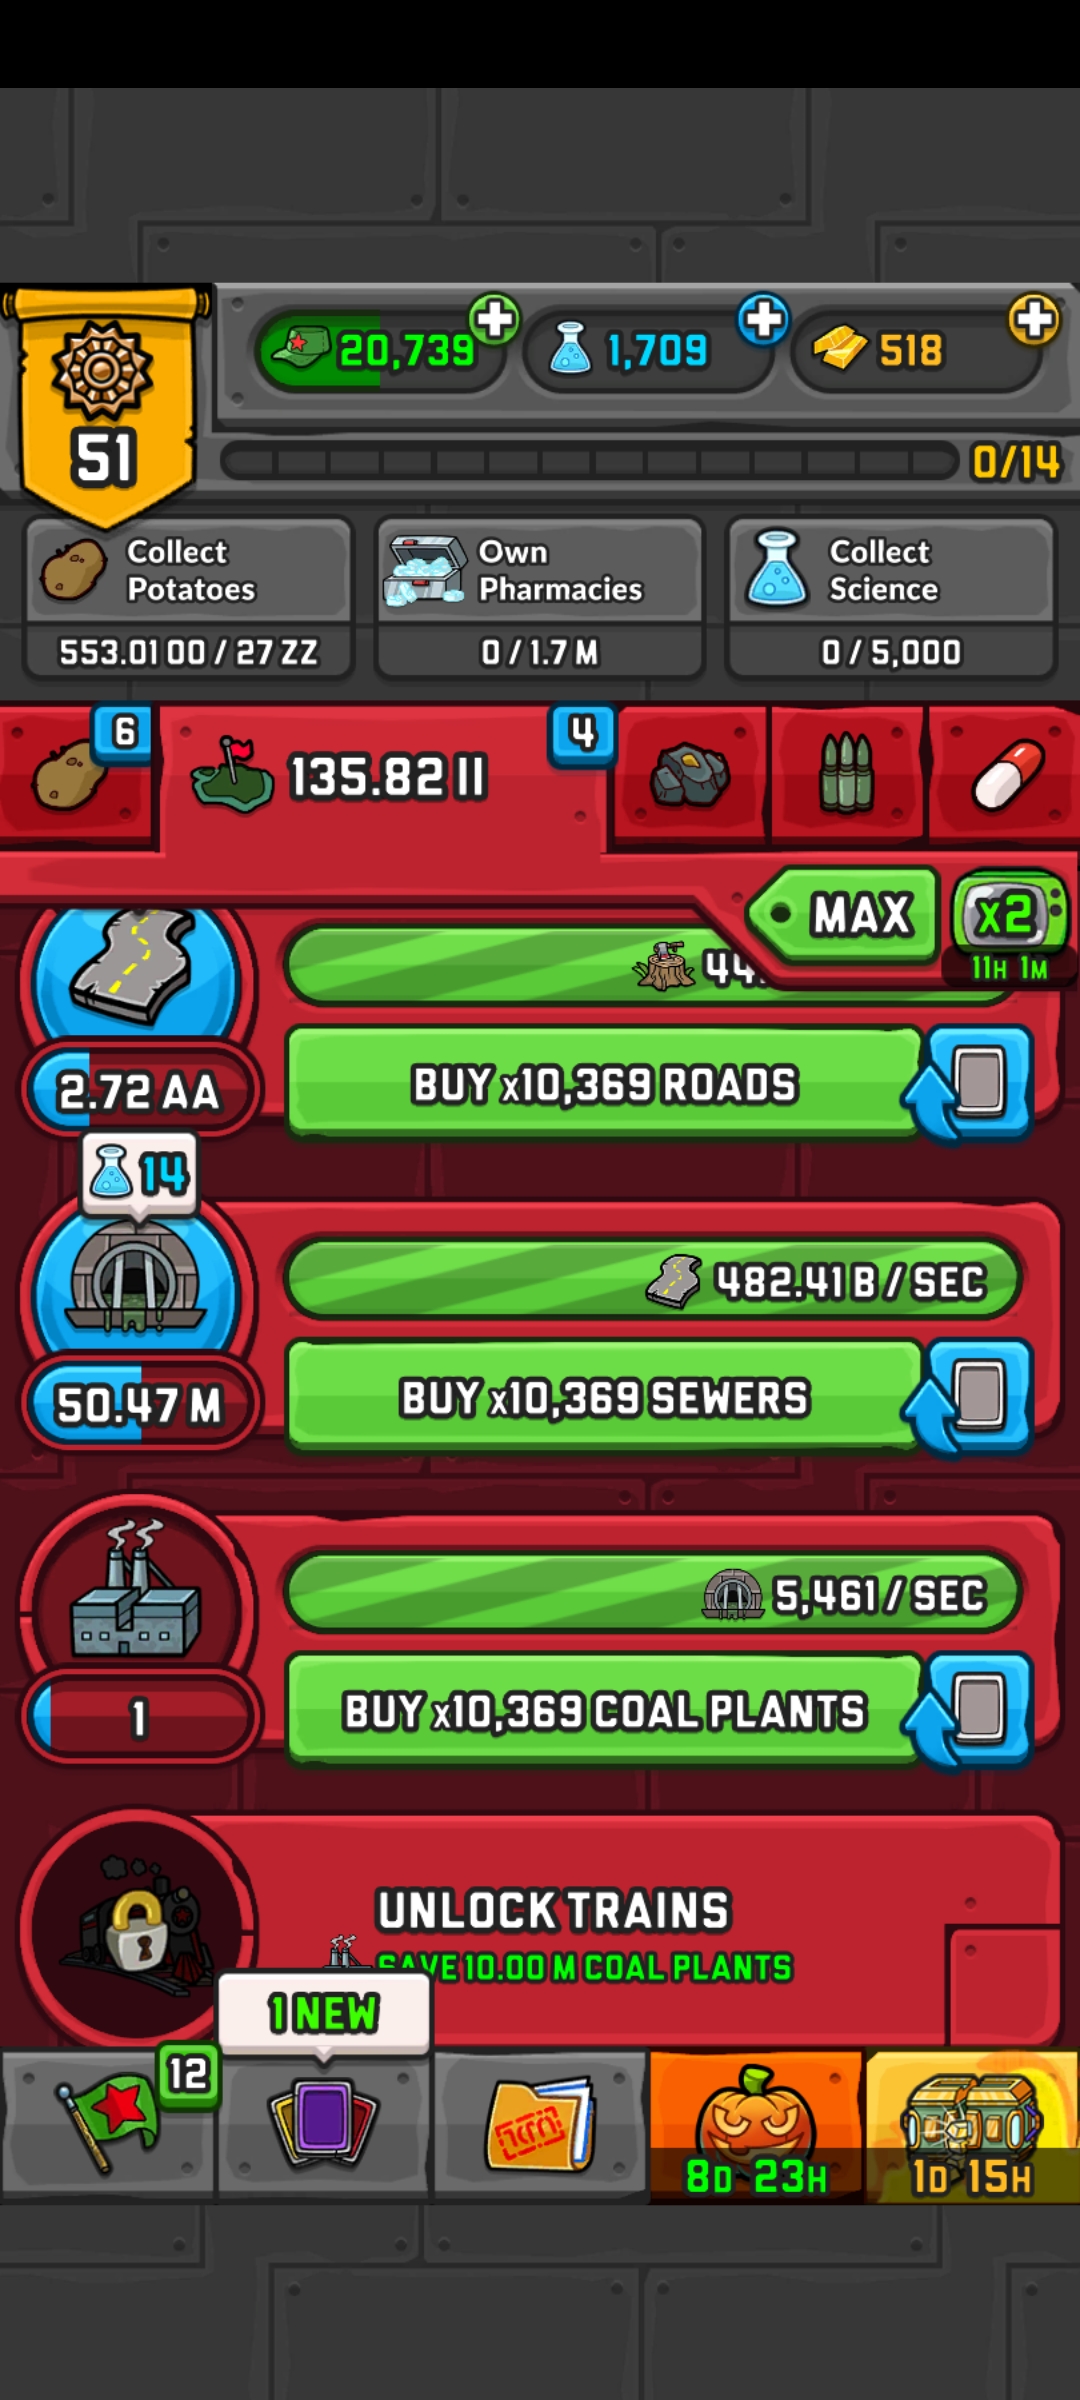 20,739
1,709
518
51
0/14
Collect
Potatoes
Own
Pharmacies
Collect
Science
553.01 OO / 27 ZZ
0 / 1.7 M
0 / 5,000
6
135.82 II
4
MAX
x2
11H 1M
44.
2.72 AA
BUY x10,369 ROADS
14
482.41 B / SEC
50.47 M
BUY x10,369 SEWERS
5,461 / SEC
1
BUY x10,369 COAL PLANTS
UNLOCK TRAINS
SAVE 10.00 M COAL PLANTS
1 NEW
12
8D 23H
1D 15H